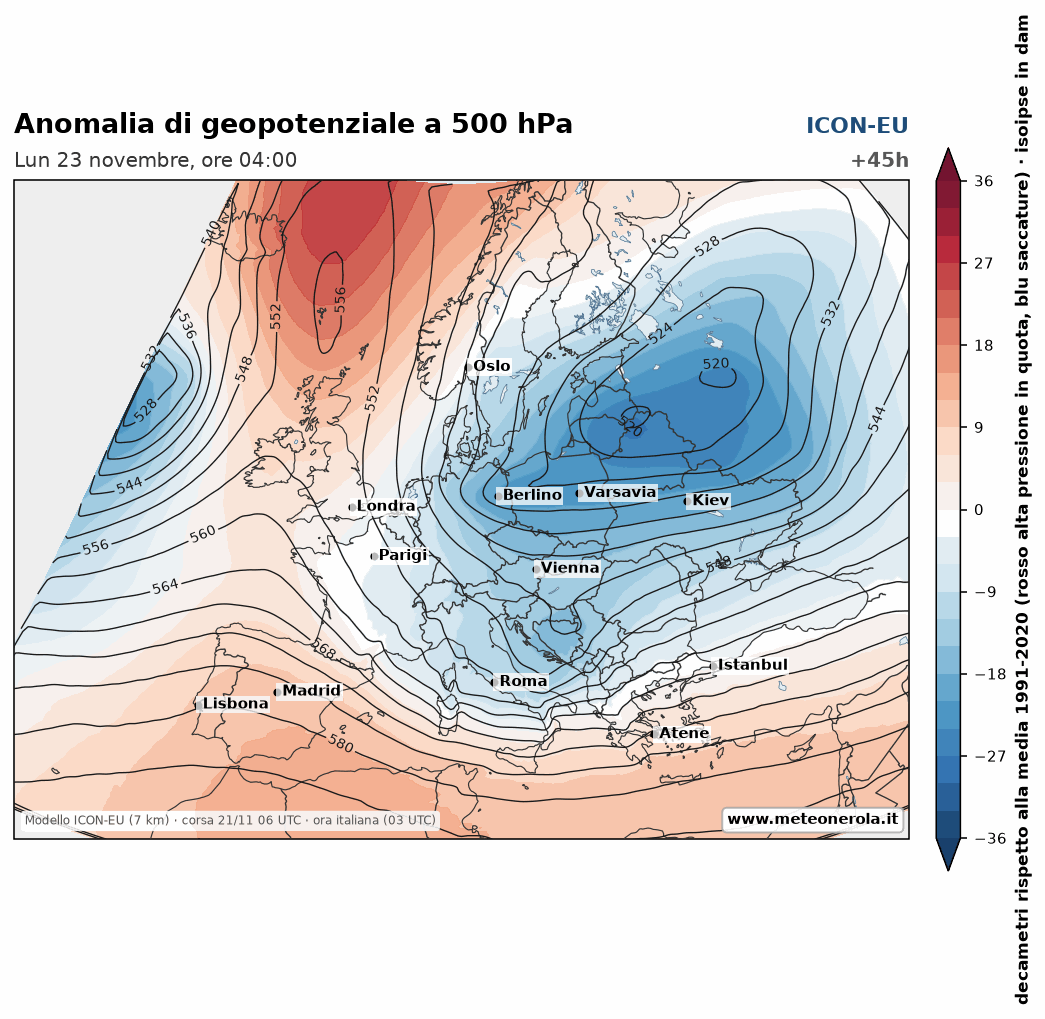 Anomalia di geopotenziale a 500 hPa
ICON-EU
Lun 23 novembre, ore 04:00
+45h
540
536
532
528
544
556
552
548
560
564
568
580
556
552
552
528
524
520
520
532
544
548
Oslo
Londra
Berlino
Varsavia
Kiev
Parigi
Vienna
Roma
Istanbul
Madrid
Lisbona
Atene
Modello ICON-EU (7 km) · corsa 21/11 06 UTC · ora italiana (03 UTC)
www.meteonerola.it
36
27
18
9
0
−9
−18
−27
−36
decametri rispetto alla media 1991-2020 (rosso alta pressione in quota, blu saccature) · isoipse in dam